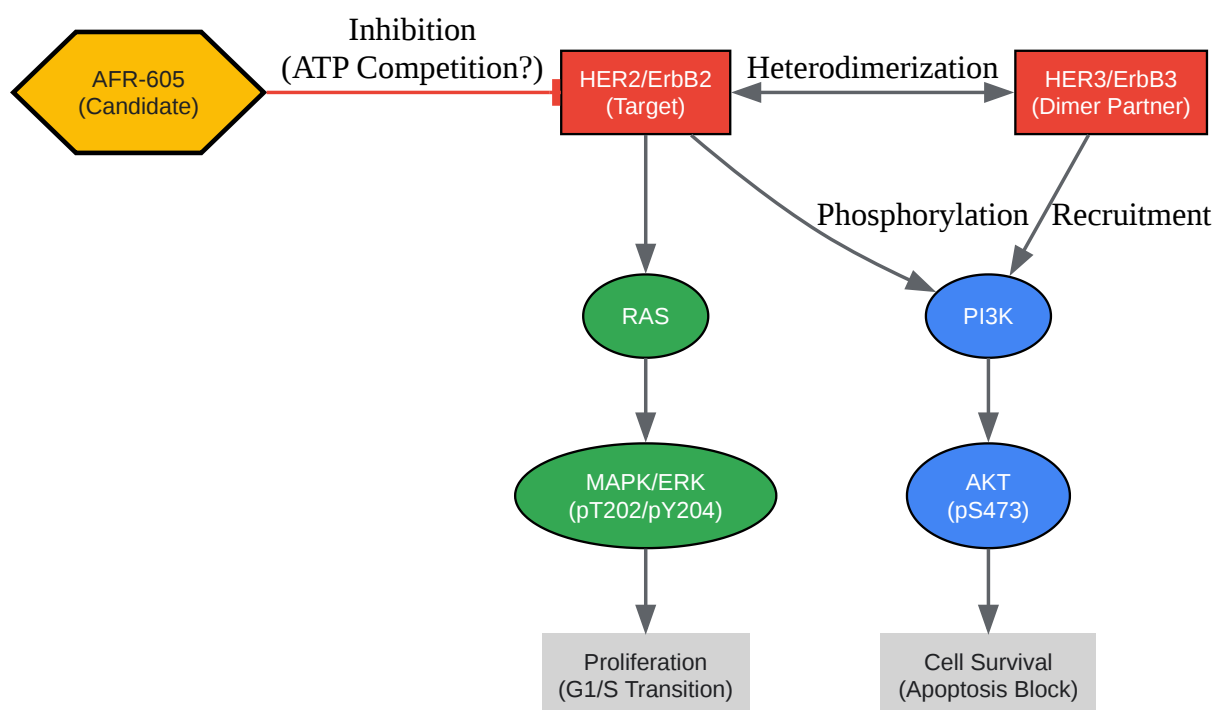 Inhibition
(ATP Competition?)
AFR-605
(Candidate)
HER2/ErbB2
(Target)
Heterodimerization
HER3/ErbB3
(Dimer Partner)
Phosphorylation
Recruitment
RAS
PI3K
MAPK/ERK
(pT202/pY204)
AKT
(pS473)
Proliferation
(G1/S Transition)
Cell Survival
(Apoptosis Block)